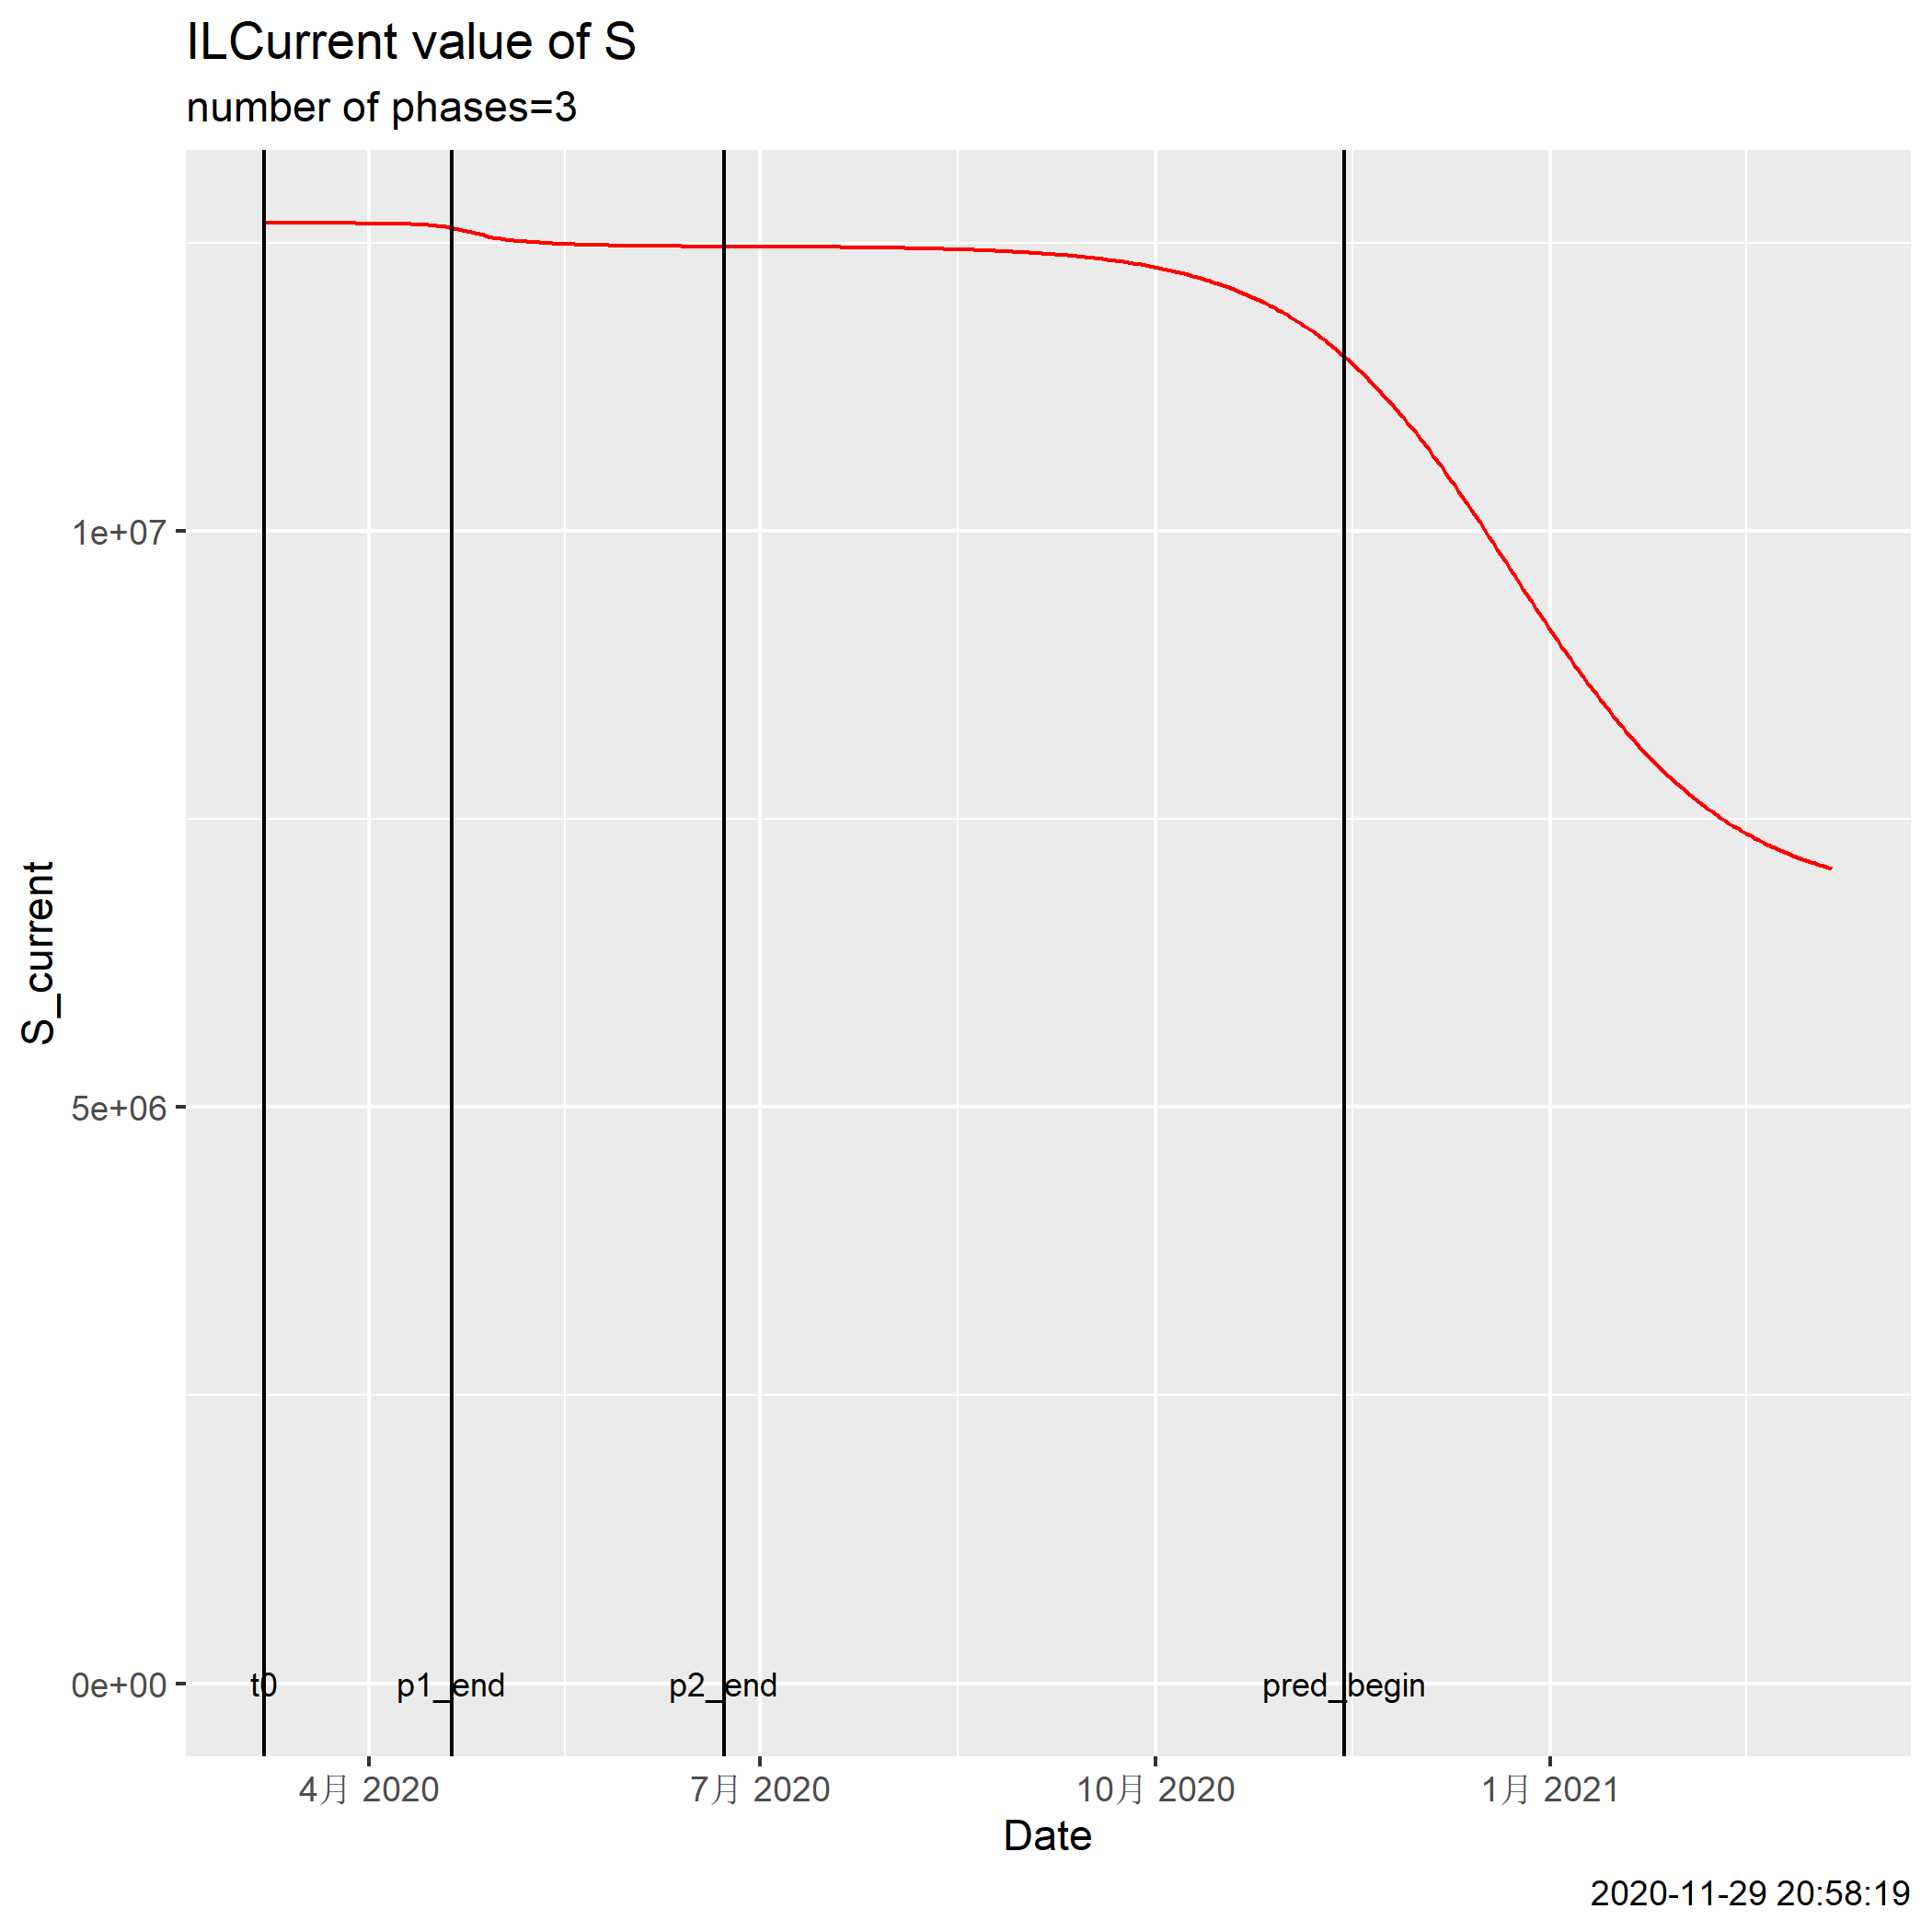 ILCurrent value of S
number of phases=3
S_current
1e+07
5e+06
0e+00
t0 p1_end p2_end pred_begin
4月 2020 7月 2020 10月 2020 1月 2021
Date
2020-11-29 20:58:19